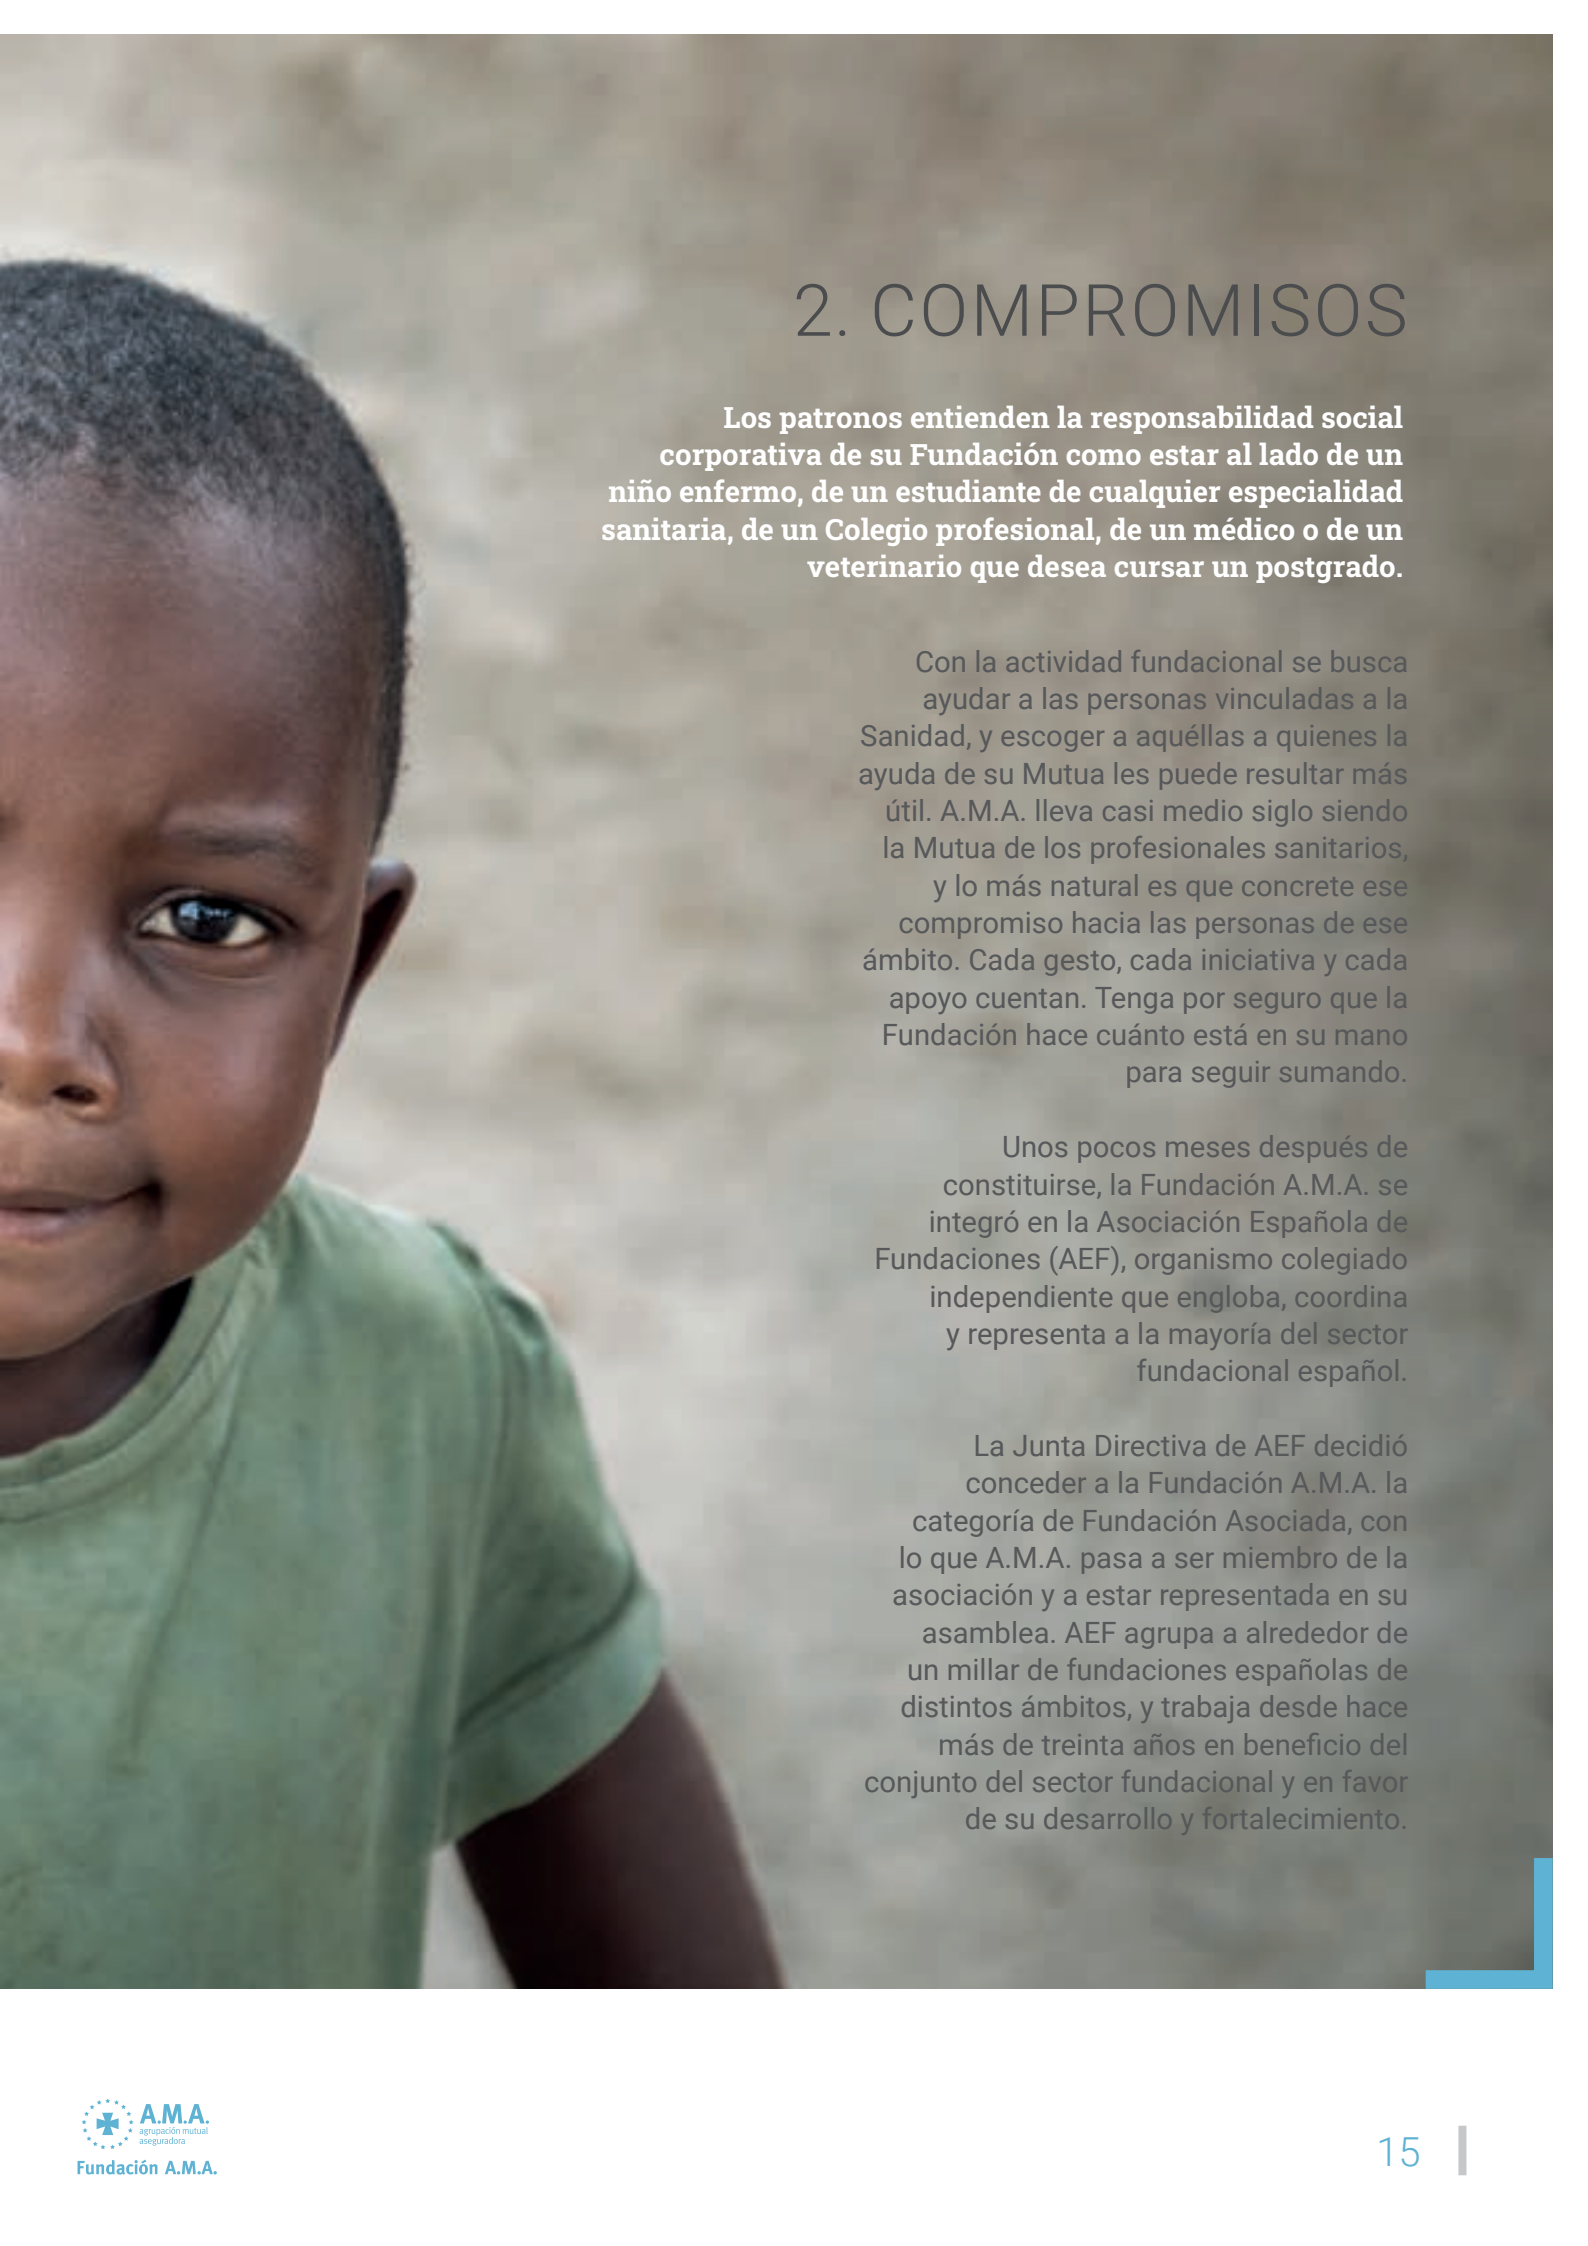 2. COMPROMISOS
Los patronos entienden la responsabilidad social
corporativa de su Fundación como estar al lado de un
niño enfermo, de un estudiante de cualquier especialidad
sanitaria, de un Colegio profesional, de un médico o de un
veterinario que desea cursar un postgrado.
Con la actividad fundacional se busca
ayudar a las personas vinculadas a la
Sanidad, y escoger a aquéllas a quienes la
ayuda de su Mutua les puede resultar más
útil. A.M.A. lleva casi medio siglo siendo
la Mutua de los profesionales sanitarios,
y lo más natural es que concrete ese
compromiso hacia las personas de ese
ámbito. Cada gesto, cada iniciativa y cada
apoyo cuentan. Tenga por seguro que la
Fundación hace cuánto está en su mano
para seguir sumando.
Unos pocos meses después de
constituirse, la Fundación A.M.A. se
integró en la Asociación Española de
Fundaciones (AEF), organismo colegiado
independiente que engloba, coordina
y representa a la mayoría del sector
fundacional español.
La Junta Directiva de AEF decidió
conceder a la Fundación A.M.A. la
categoría de Fundación Asociada, con
lo que A.M.A. pasa a ser miembro de la
asociación y a estar representada en su
asamblea. AEF agrupa a alrededor de
un millar de fundaciones españolas de
distintos ámbitos, y trabaja desde hace
más de treinta años en beneficio del
conjunto del sector fundacional y en favor
de su desarrollo y fortalecimiento.
A.M.A.
agrupación mutual
aseguradora
Fundación A.M.A.
15